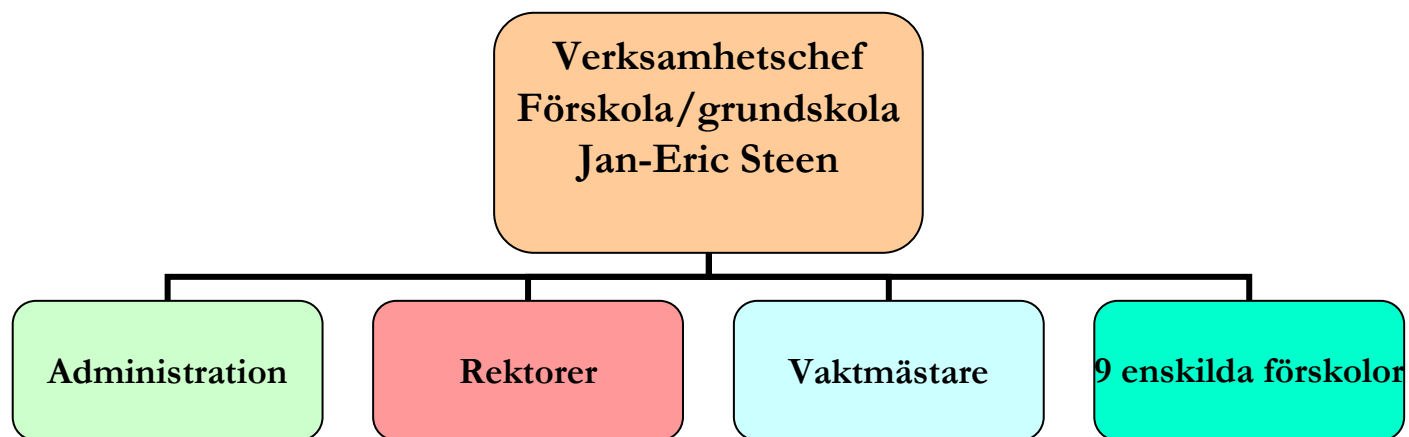 Verksamhetschef
Förskola/grundskola
Jan-Eric Steen
Administration
Rektorer
Vaktmästare
9 enskilda förskolor